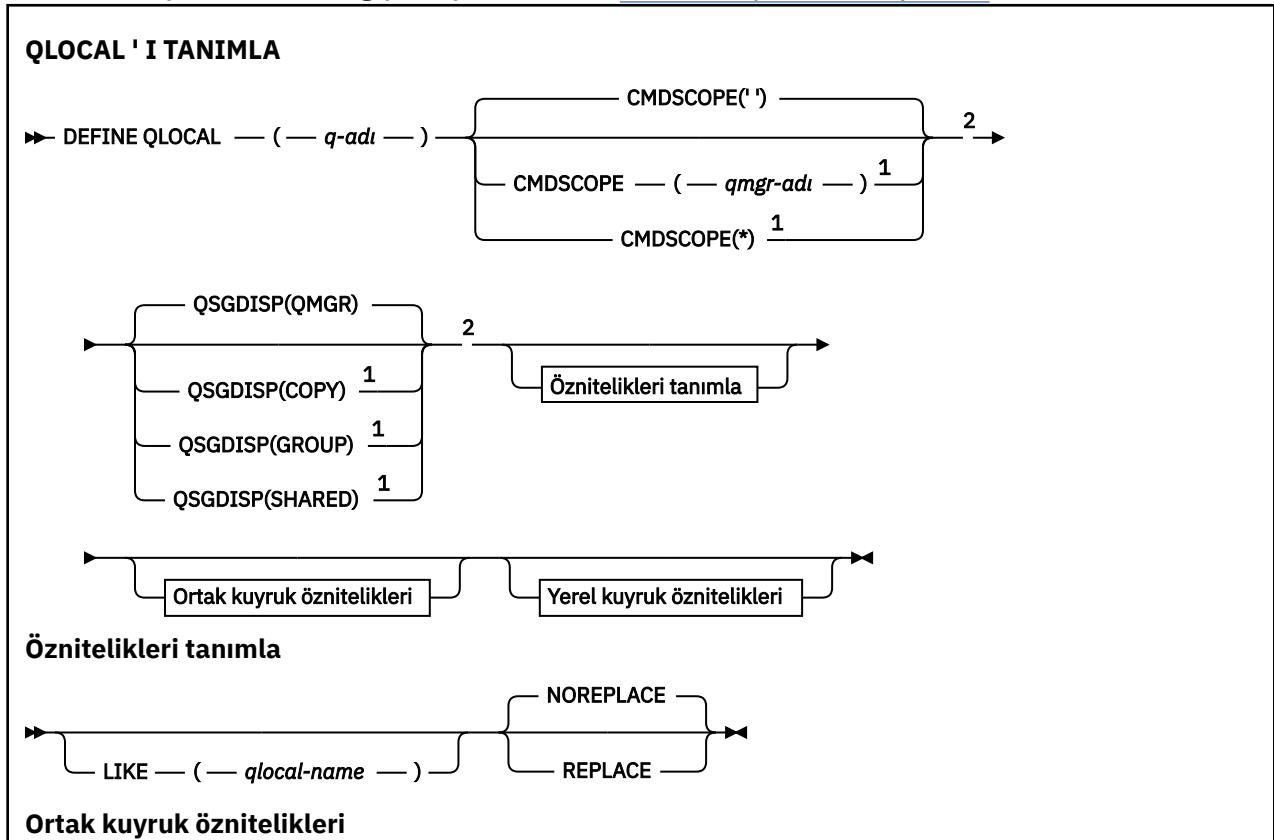 QLOCAL ' I TANIMLA
CMDSCOPE(' ')
DEFINE QLOCAL ( q-adı ) 2
CMDSCOPE ( qmgr-adı ) 1
CMDSCOPE(*) 1
QSGDISP(QMGR)
2
QSGDISP(COPY) 1
Öznitelikleri tanımla
QSGDISP(GROUP) 1
QSGDISP(SHARED) 1
Ortak kuyruk öznitelikleri Yerel kuyruk öznitelikleri
Öznitelikleri tanımla
NOREPLACE
LIKE ( qlocal-name ) REPLACE
Ortak kuyruk öznitelikleri